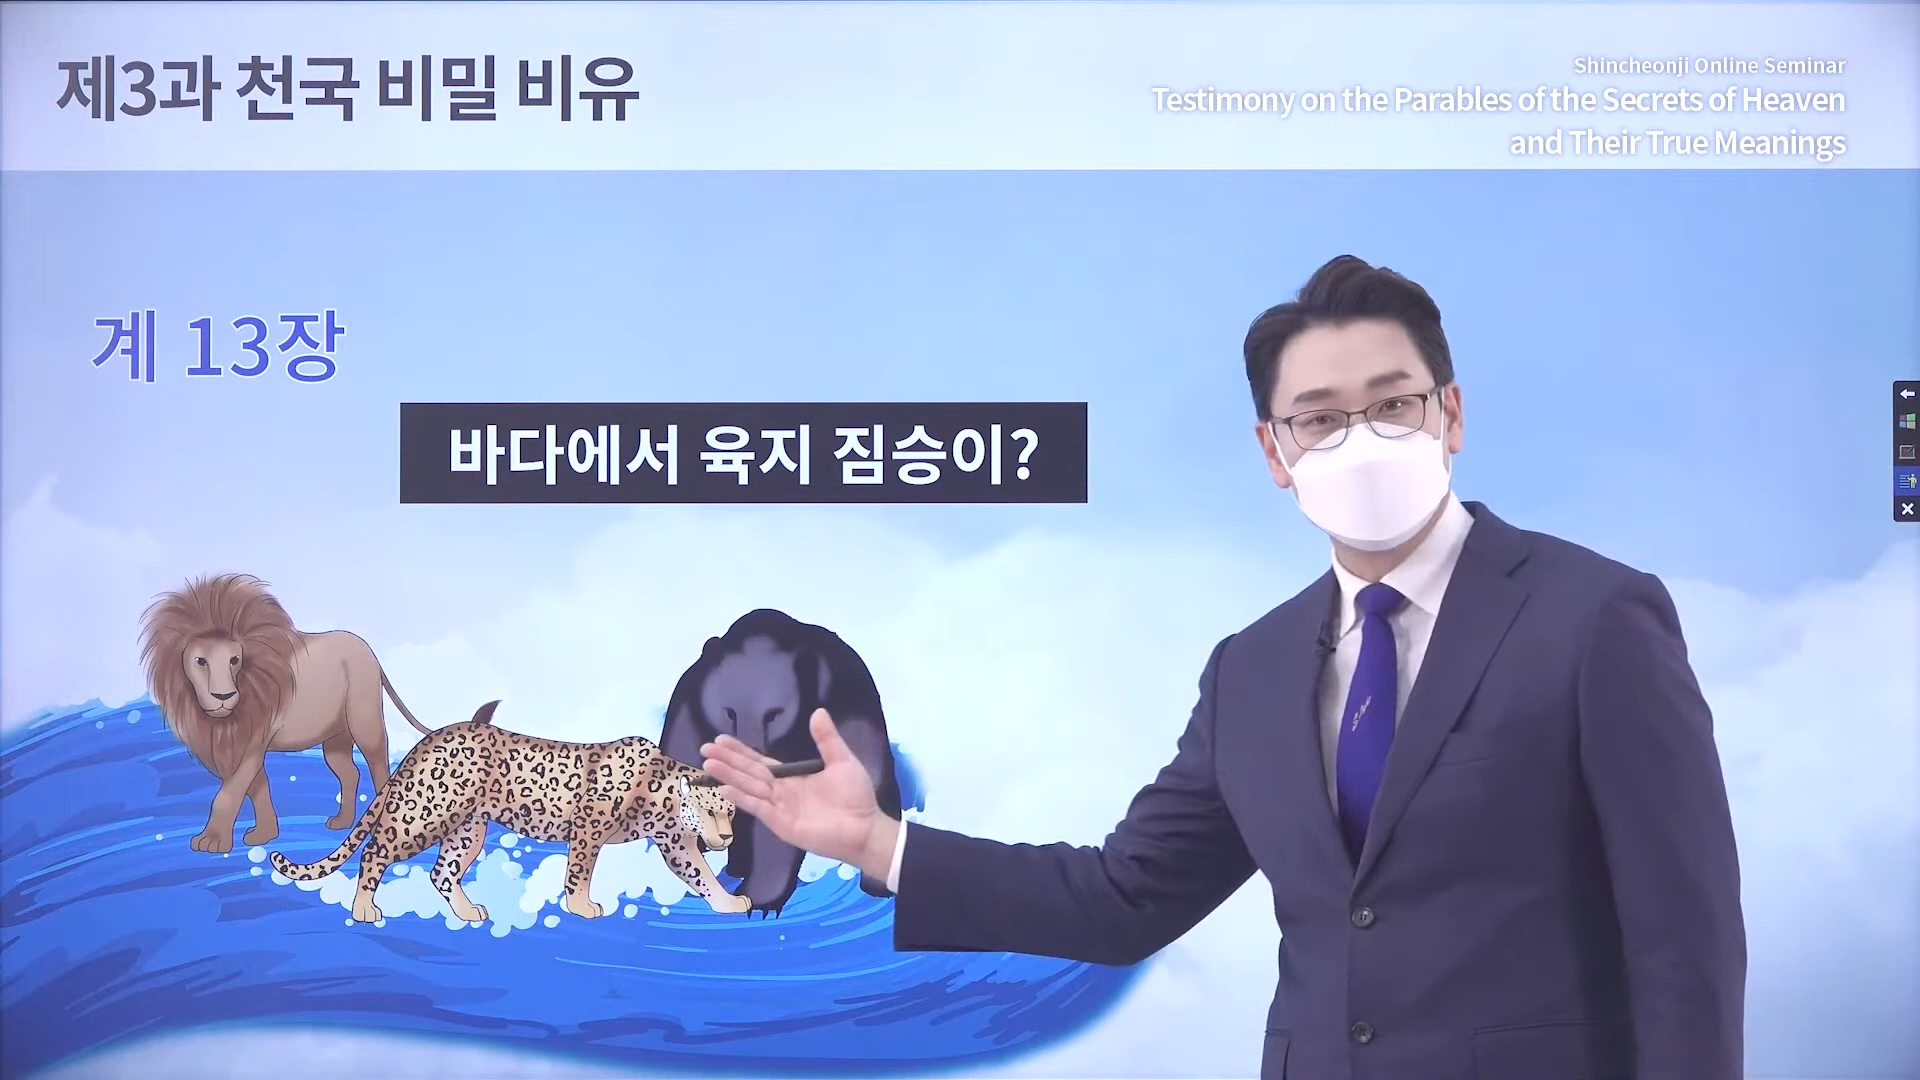 제3과 천국 비밀 비유
Shincheonji Online Seminar
Testimony on the Parables of the Secrets of Heaven
and Their True Meanings
계 13장
바다에서 육지 짐승이?